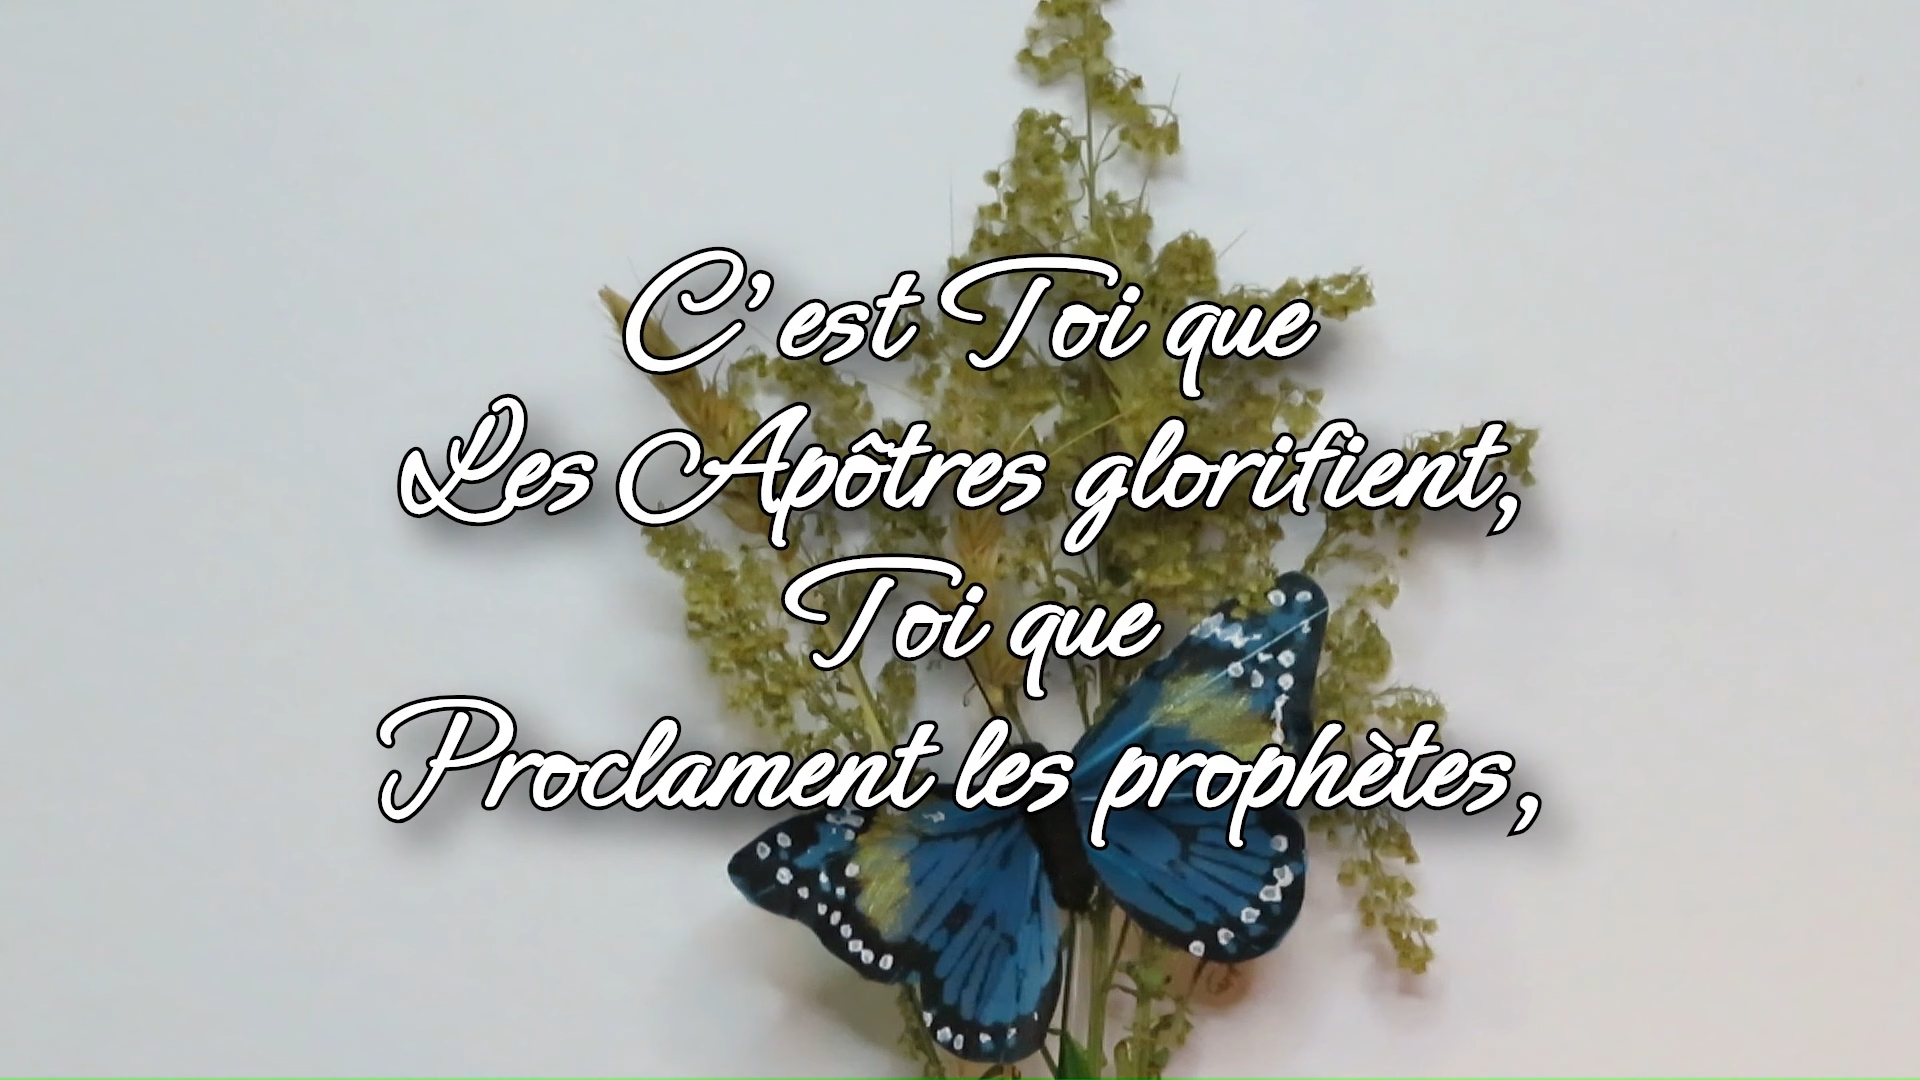 C'est Toi que
Les Apôtres glorifient,
Toi que
Proclament les prophètes,